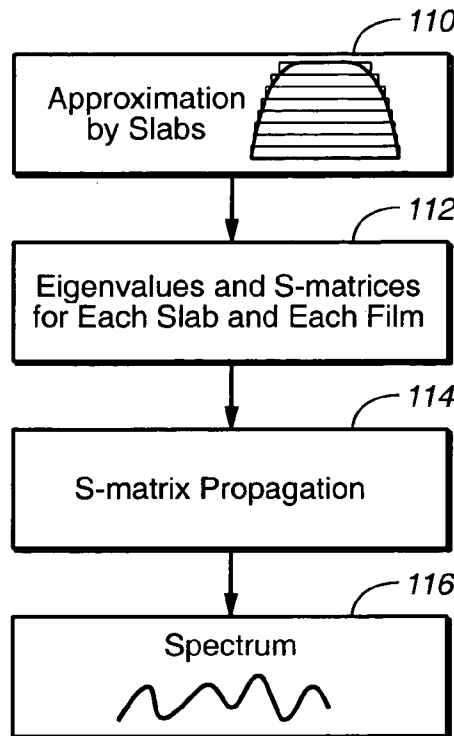 110
Approximation
by Slabs
112
Eigenvalues and S-matrices
for Each Slab and Each Film
114
S-matrix Propagation
116
Spectrum